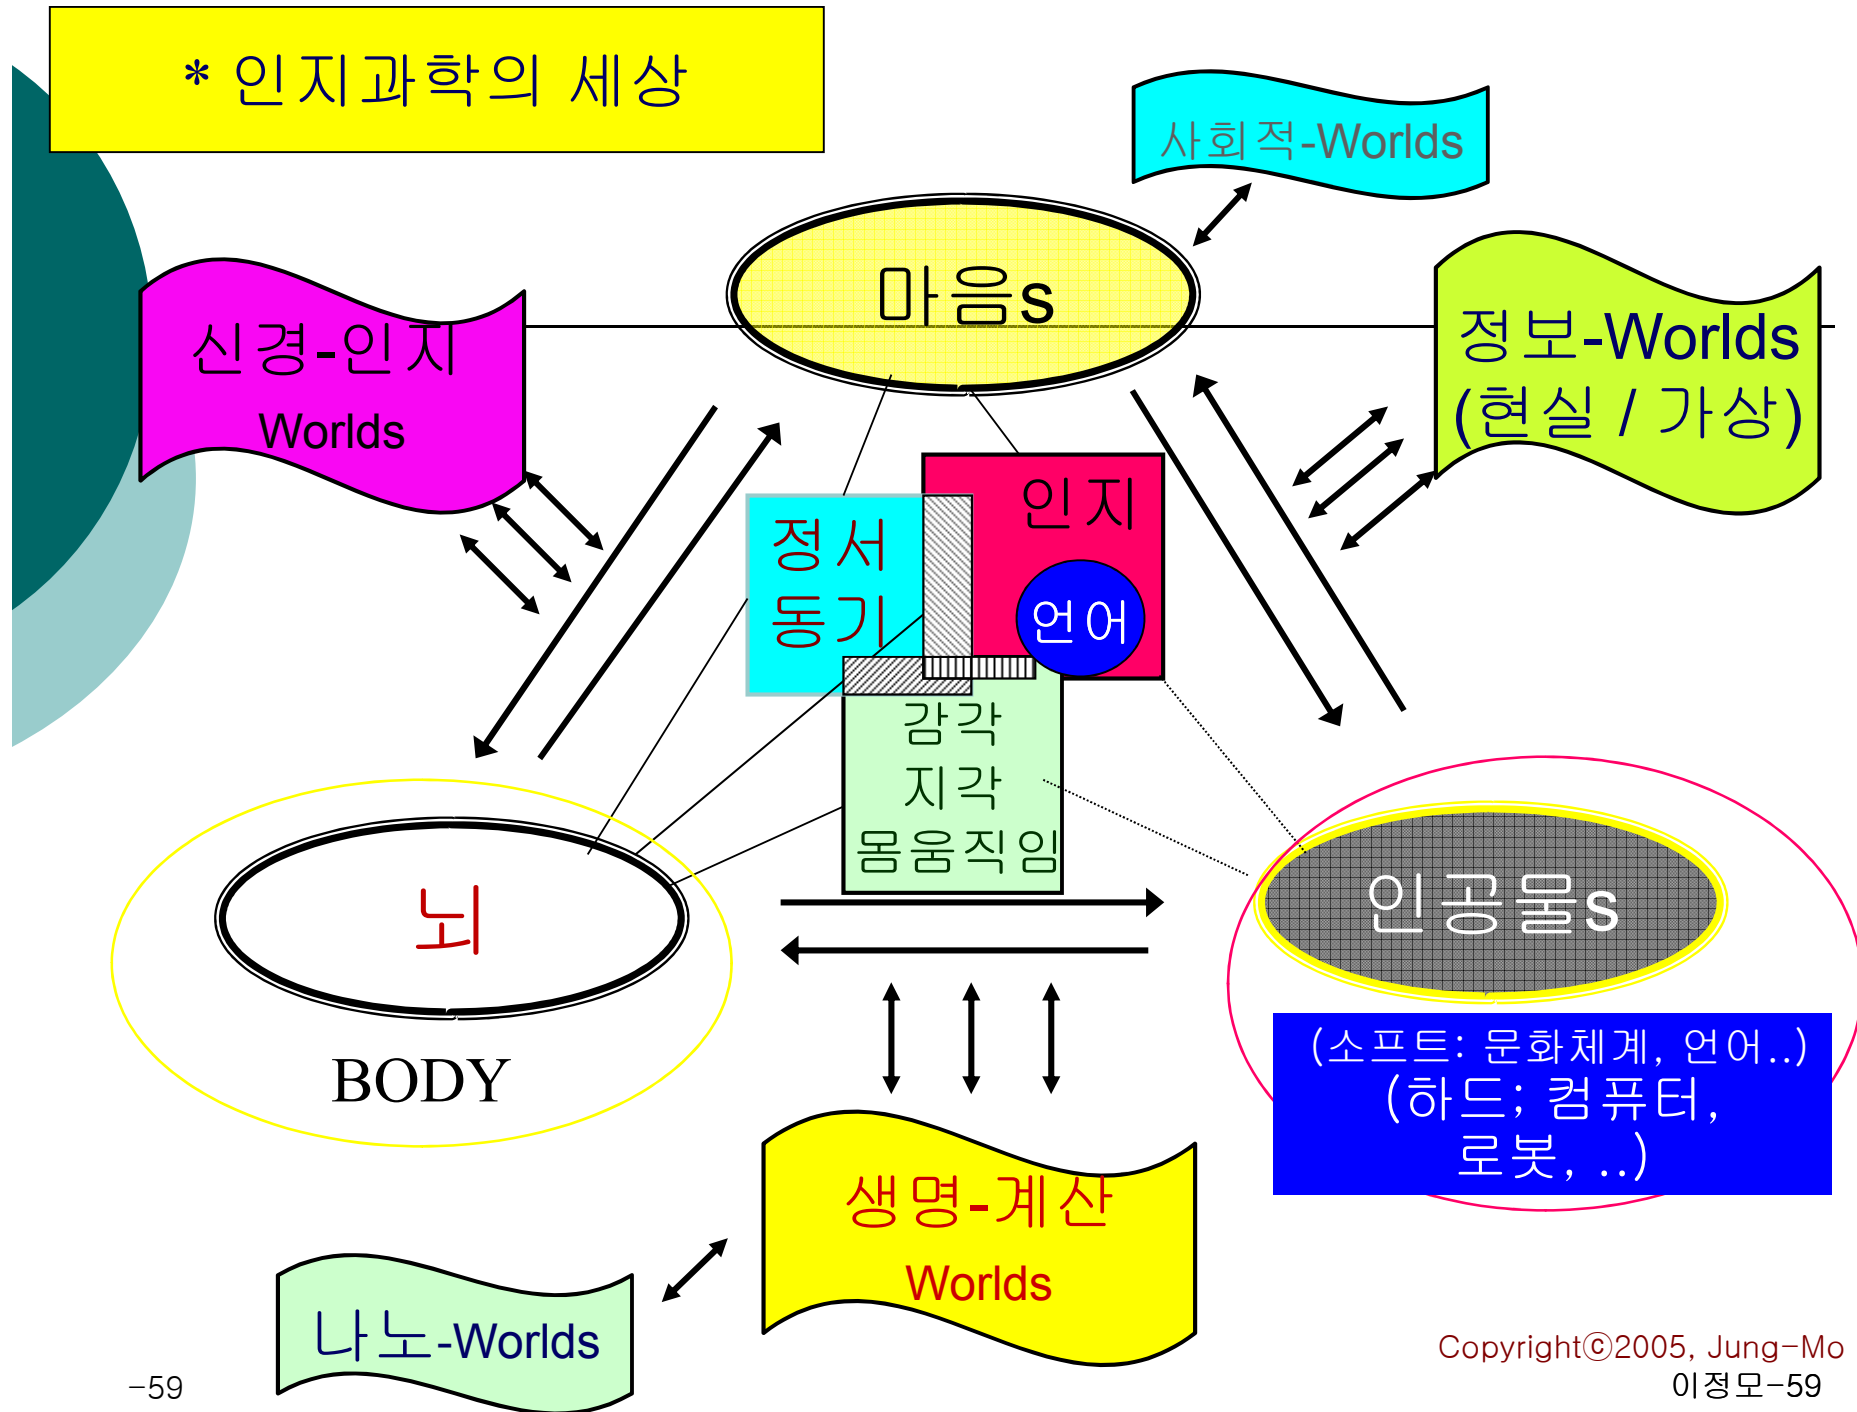 * 인지과학의 세상
사회적-Worlds
마음s
신경-인지
Worlds
정보-Worlds
(현실 / 가상)
인지
정서
동기
언어
감각
지각
몸움직임
뇌
BODY
인공물s
(소프트: 문화체계, 언어..)
(하드; 컴퓨터,
로봇, ..)
생명-계산
Worlds
나노-Worlds
-59
Copyrightⓒ2005, Jung-Mo
이정모-59